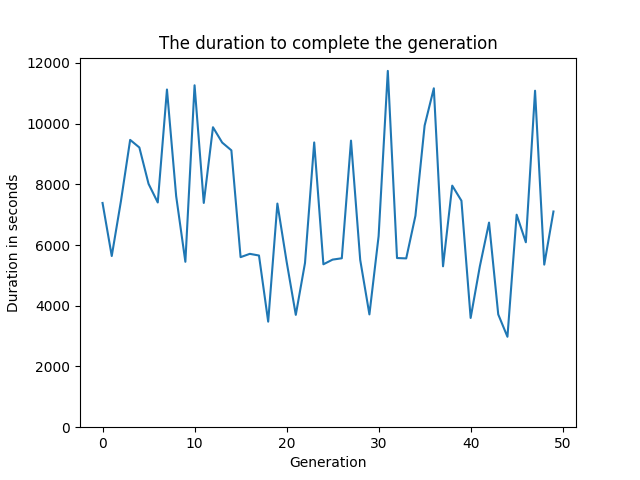 The duration to complete the generation
12000
10000
8000
6000
4000
2000
0
Duration in seconds
0 10 20 30 40 50
Generation